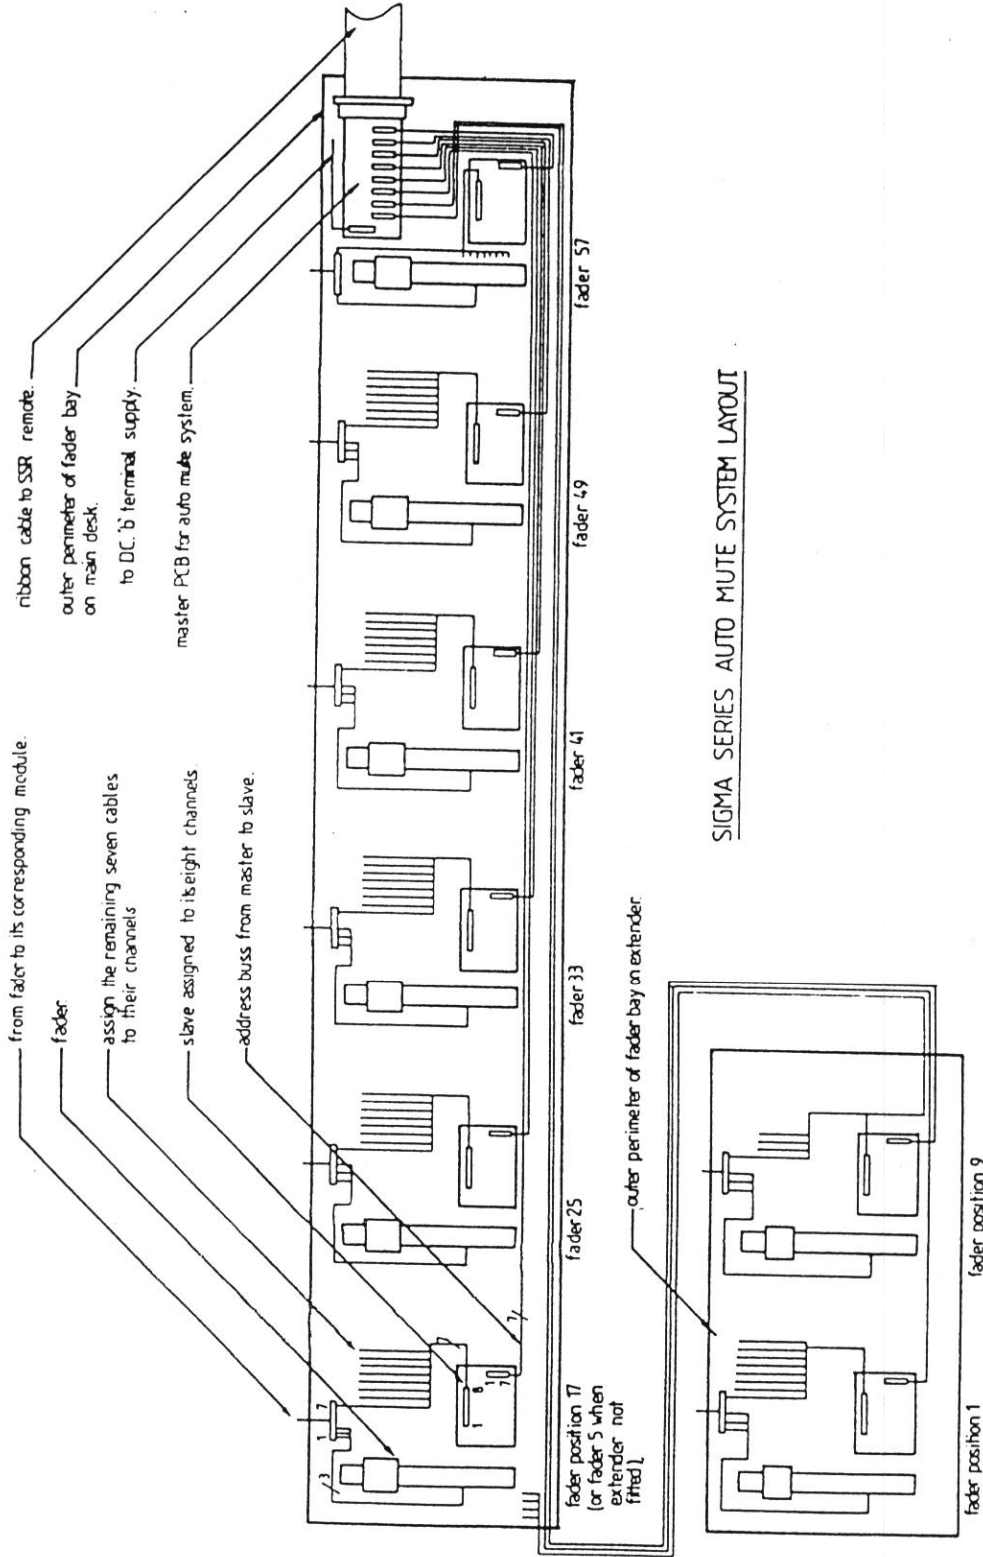 from fader to its corresponding module.
fader.
assign the remaining seven cables
to their channels
slave assigned to its eight channels.
address buss from master to slave.
ribbon cable to SSR remote.
outer perimeter of fader bay
on main desk.
to D.C. 'b' terminal supply.
master PCB for auto mute system.
1
7
3
7
1
8
1
7
7
fader position 17
(or fader 5 when
extender not
fitted).
fader 25
fader 33
fader 41
fader 49
fader 57
outer perimeter of fader bay on extender.
SIGMA SERIES AUTO MUTE SYSTEM LAYOUT
fader position 1
fader position 9